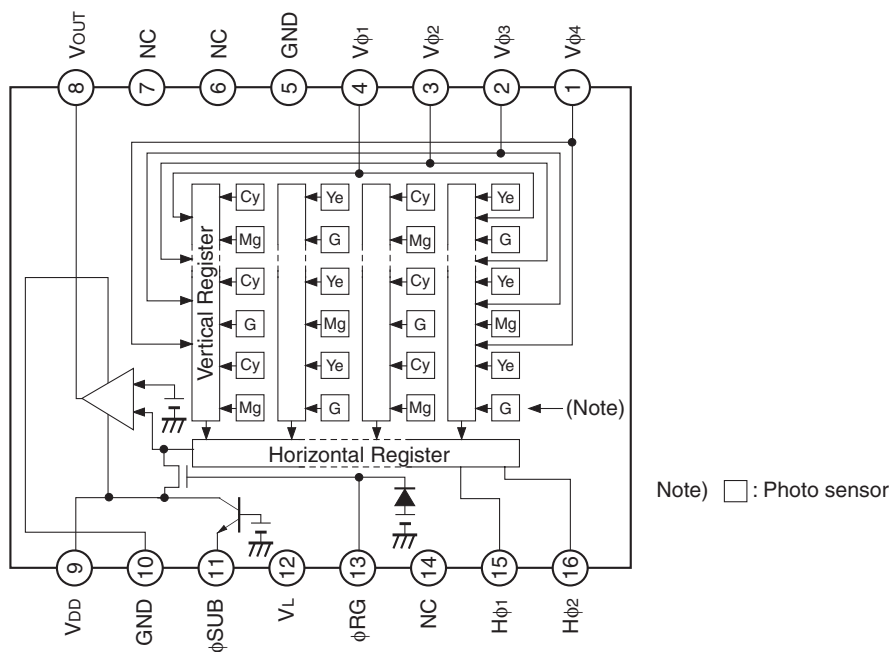 VOUT NC NC GND Vϕ1 Vϕ2 Vϕ3 Vϕ4
8 7 6 5 4 3 2 1
Vertical Register
Cy Ye Cy Ye
Mg G Mg G
Cy Ye Cy Ye
G Mg G Mg
Cy Ye Cy Ye
Mg G Mg G (Note)
Horizontal Register
Note) : Photo sensor
9 10 11 12 13 14 15 16
VDD GND ϕSUB VL ϕRG NC Hϕ1 Hϕ2